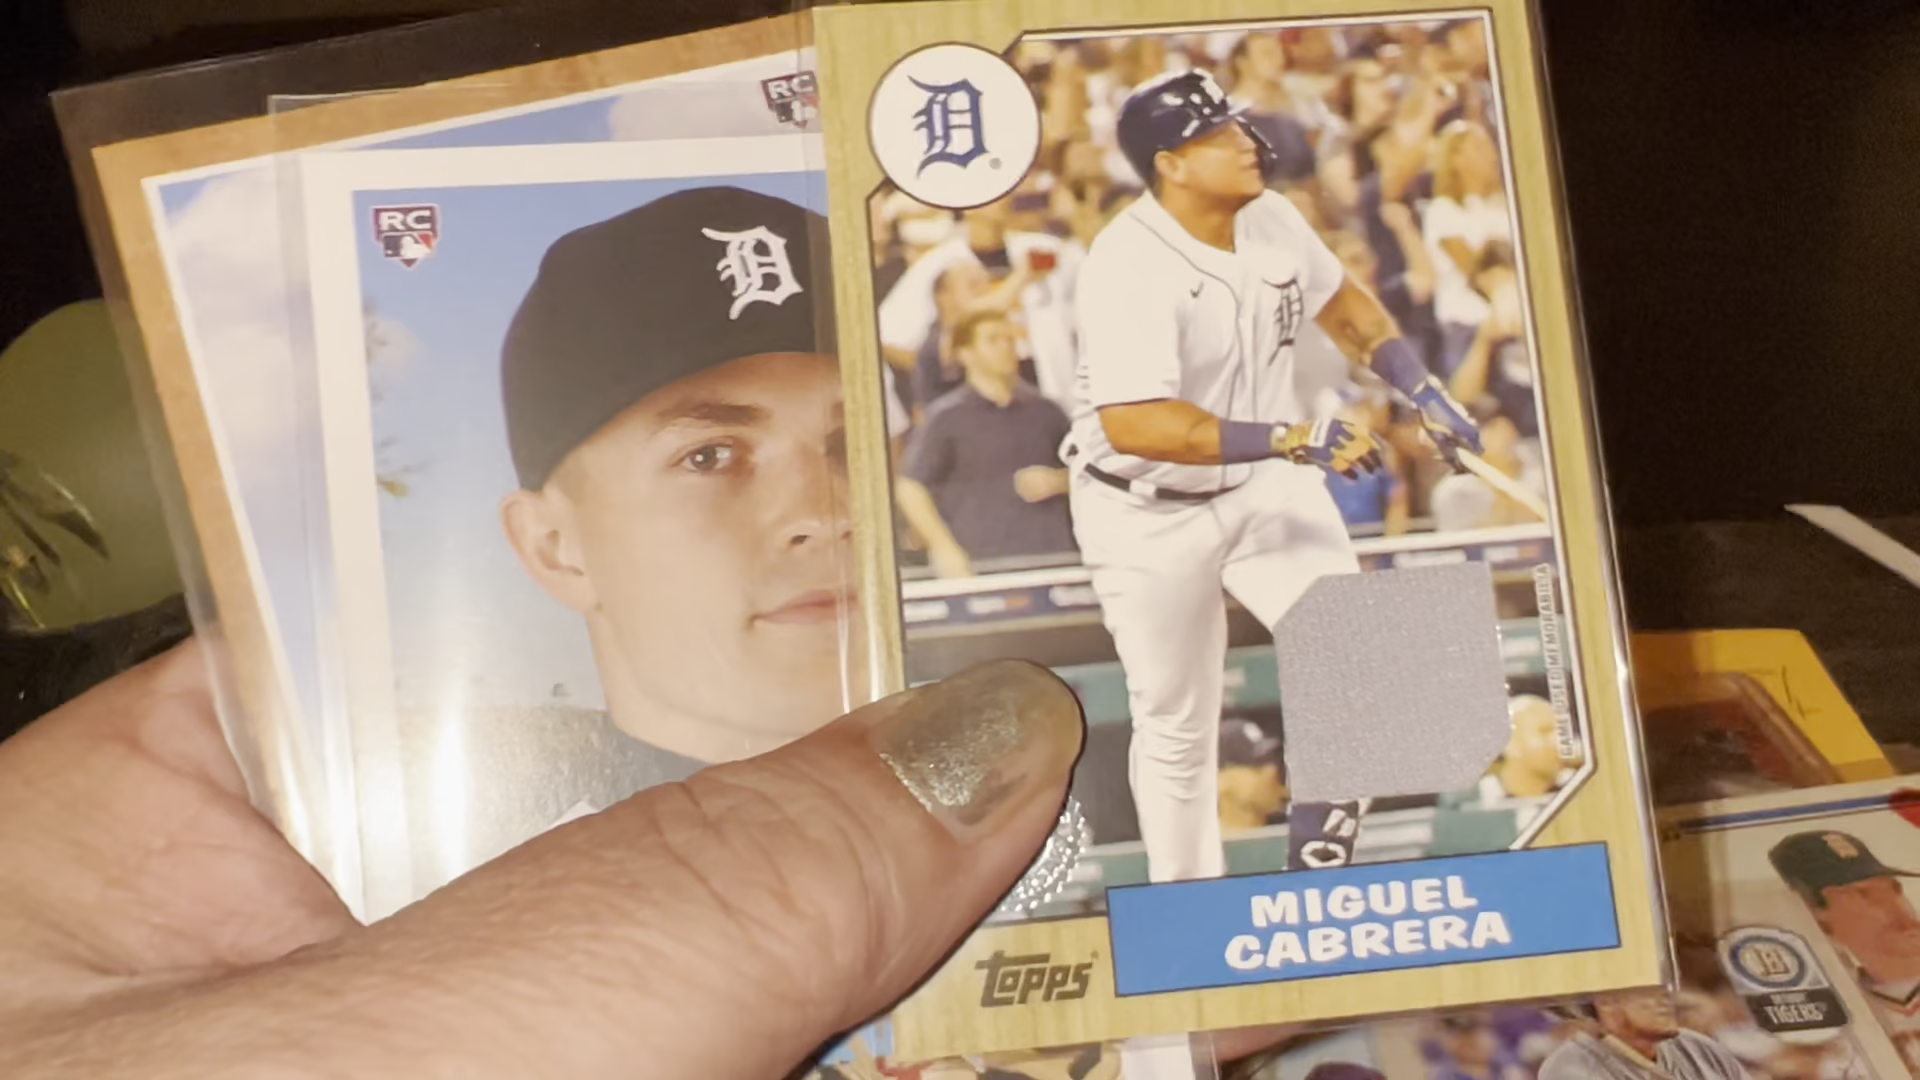 RC
RC
D
D
D
GAME-USED MEMORABILIA
MIGUEL
CABRERA
Topps
TIGERS